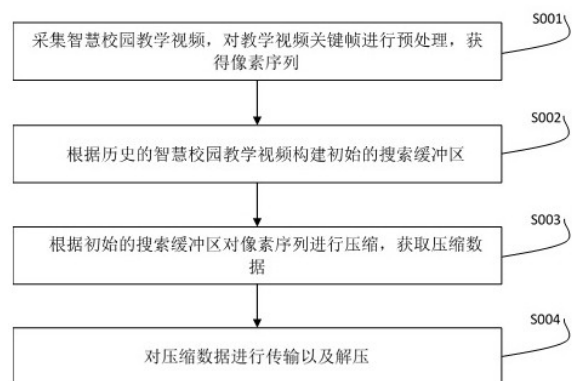 S001
采集智慧校园教学视频，对教学视频关键帧进行预处理，获
得像素序列
S002
根据历史的智慧校园教学视频构建初始的搜索缓冲区
S003
根据初始的搜索缓冲区对像素序列进行压缩，获取压缩数
据
S004
对压缩数据进行传输以及解压